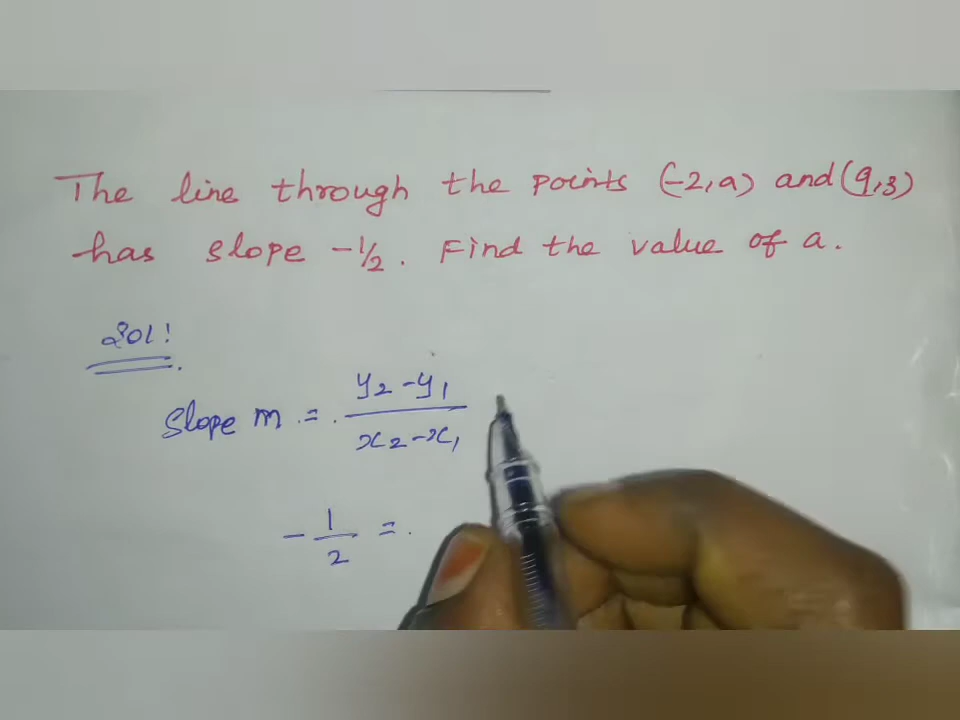 The line through the points (-2,a) and (9,3)
has slope -1/2. Find the value of a.
Sol:
Slope m = y₂-y₁/x₂-x₁
-1/2 =